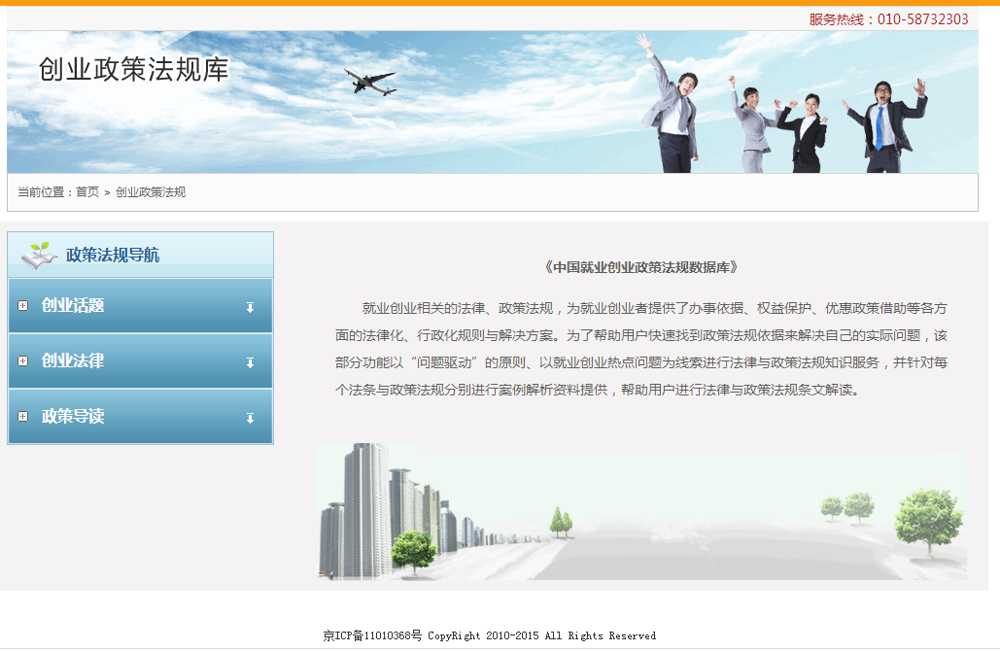 服务热线：010-58732303
创业政策法规库
当前位置：首页 > 创业政策法规
政策法规导航
创业话题
创业法律
政策导读
《中国就业创业政策法规数据库》
就业创业相关的法律、政策法规，为就业创业者提供了办事依据、权益保护、优惠政策借助等各方
面的法律化、行政化规则与解决方案。为了帮助用户快速找到政策法规依据来解决自己的实际问题，该
部分功能以“问题驱动”的原则、以就业创业热点问题为线索进行法律与政策法规知识服务，并针对每
个法条与政策法规分别进行案例解析资料提供，帮助用户进行法律与政策法规条文解读。
京ICP备11010368号 CopyRight 2010-2015 All Rights Reserved